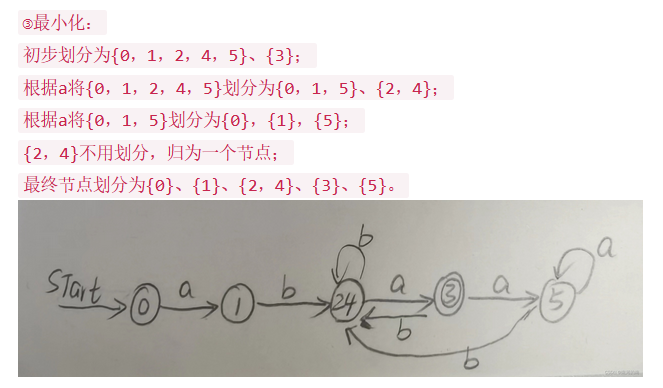 ③最小化：
初步划分为{0，1，2，4，5}、{3}；
根据a将{0，1，2，4，5}划分为{0，1，5}、{2，4}；
根据a将{0，1，5}划分为{0}，{1}，{5}；
{2，4}不用划分，归为一个节点；
最终节点划分为{0}、{1}、{2，4}、{3}、{5}。
b a
START 0 a 1 b 24 a 3 a 5
b
b